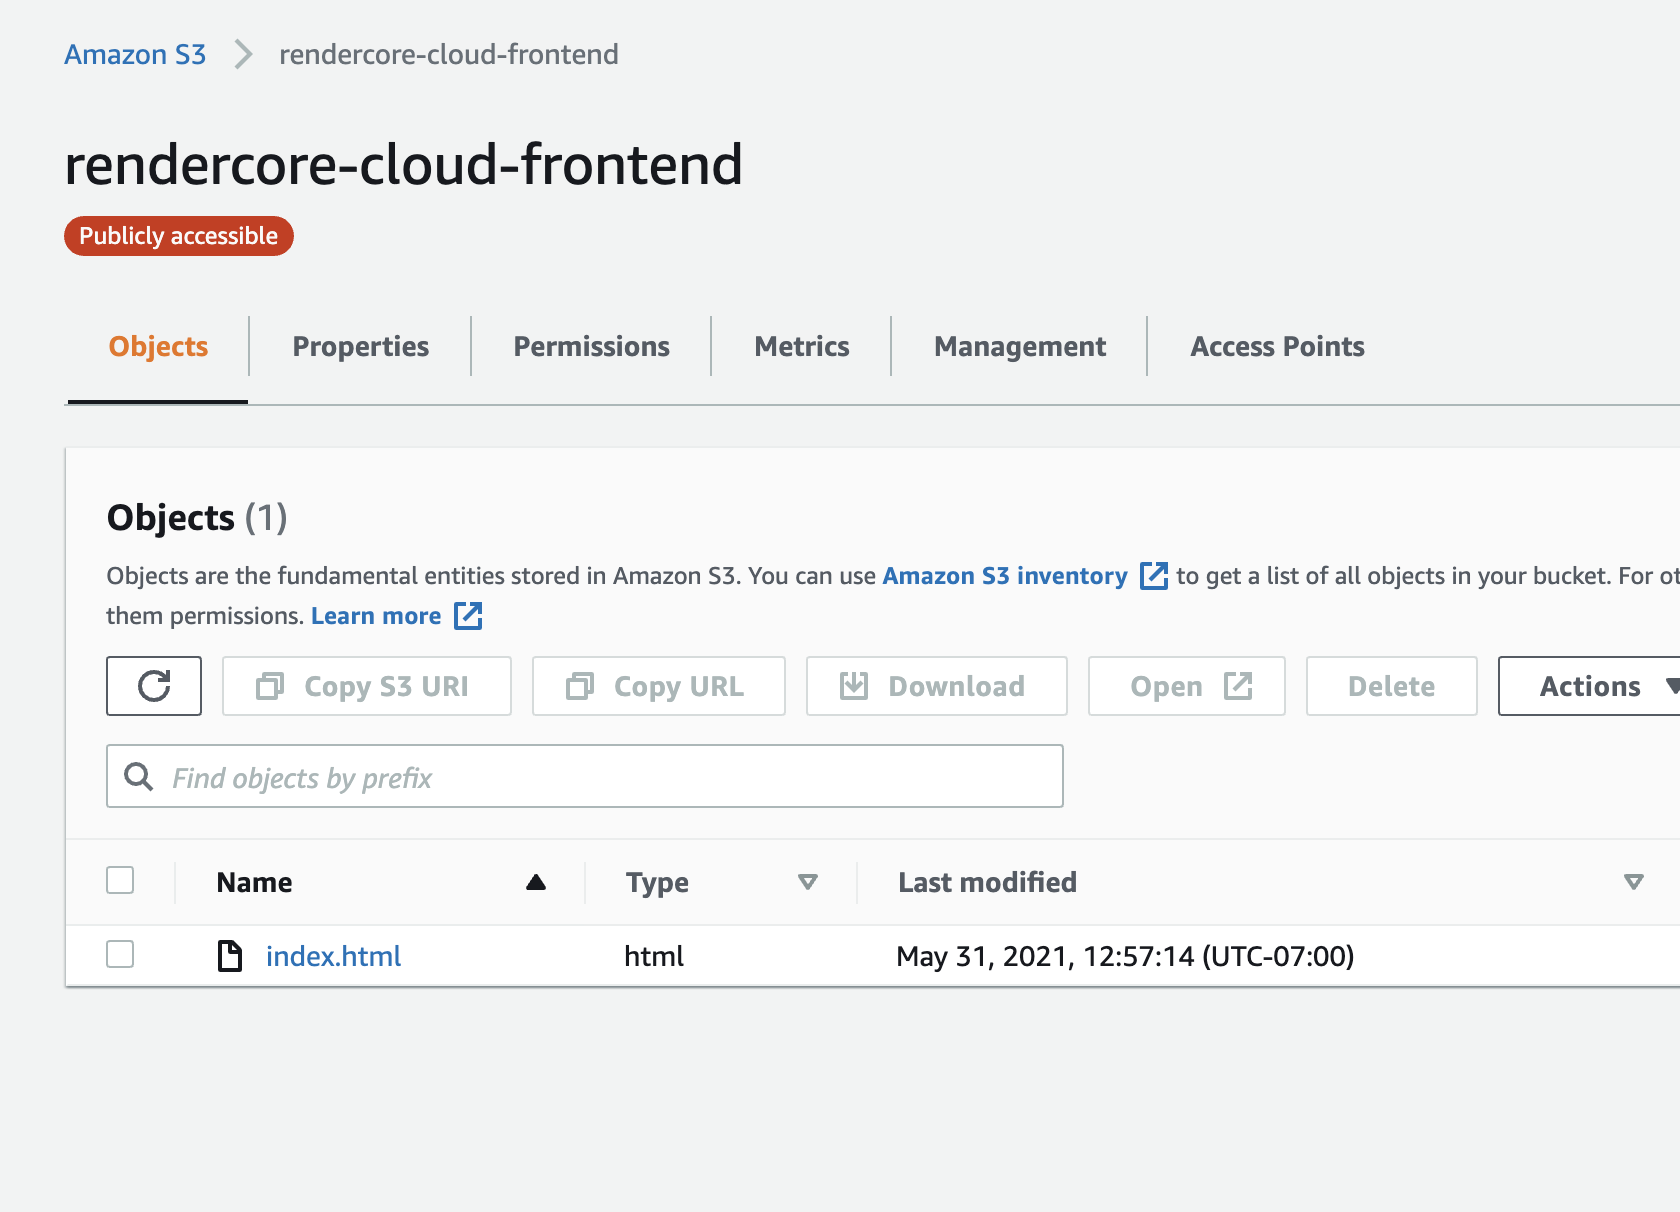 Amazon S3 rendercore-cloud-frontend
rendercore-cloud-frontend
Publicly accessible
Objects Properties Permissions Metrics Management Access Points
Objects (1)
Objects are the fundamental entities stored in Amazon S3. You can use Amazon S3 inventory to get a list of all objects in your bucket. For
them permissions. Learn more
Copy S3 URI Copy URL Download Open Delete Actions
Find objects by prefix
Name Type Last modified
index.html html May 31, 2021, 12:57:14 (UTC-07:00)